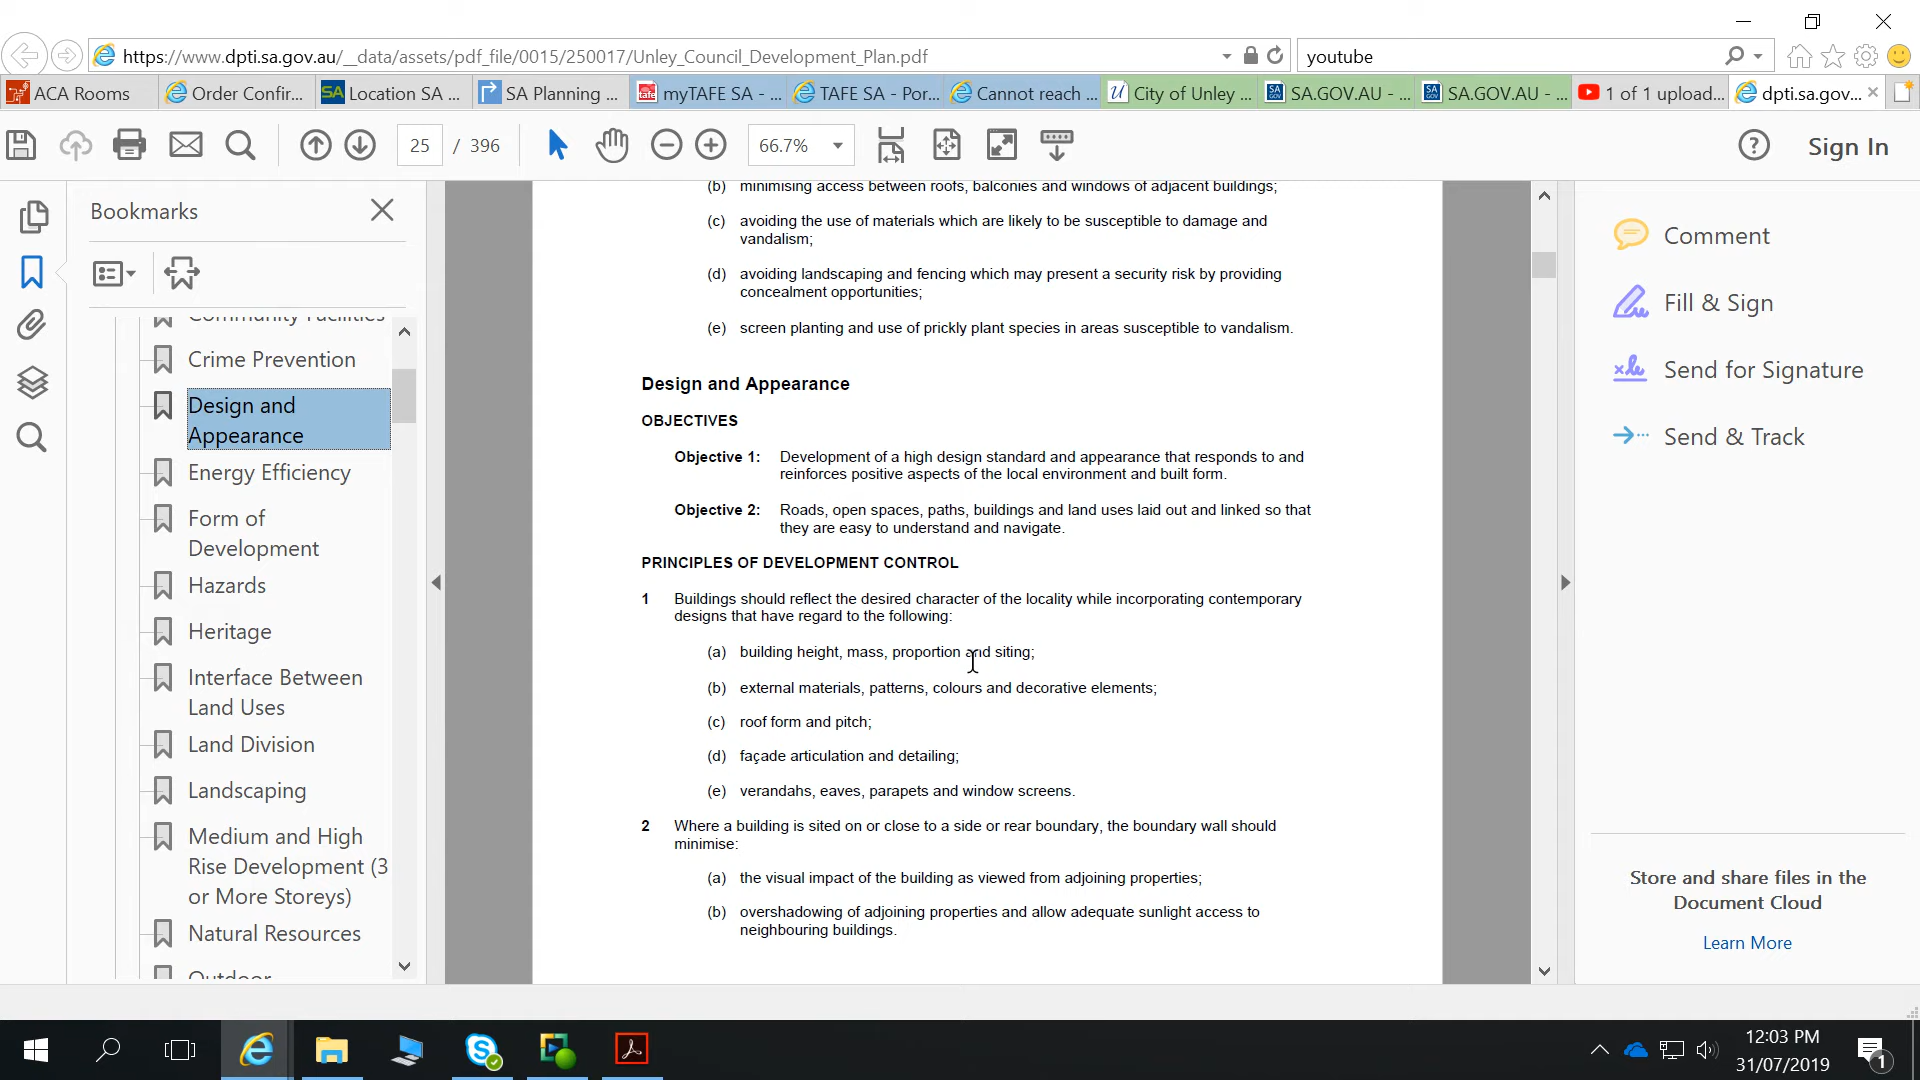 https://www.dpti.sa.gov.au/__data/assets/pdf_file/0015/250017/Unley_Council_Development_Plan.pdf
youtube
ACA Rooms
Order Confir...
Location SA ...
SA Planning ...
myTAFE SA - ...
TAFE SA - Por...
Cannot reach ...
City of Unley ...
SA.GOV.AU - ...
SA.GOV.AU - ...
1 of 1 upload...
dpti.sa.gov...
25 / 396
66.7%
Sign In
Bookmarks
Community Facilities
Crime Prevention
Design and
Appearance
Energy Efficiency
Form of
Development
Hazards
Heritage
Interface Between
Land Uses
Land Division
Landscaping
Medium and High
Rise Development (3
or More Storeys)
Natural Resources
Outdoor
(b) minimising access between roofs, balconies and windows of adjacent buildings;
(c) avoiding the use of materials which are likely to be susceptible to damage and
vandalism;
(d) avoiding landscaping and fencing which may present a security risk by providing
concealment opportunities;
(e) screen planting and use of prickly plant species in areas susceptible to vandalism.
Design and Appearance
OBJECTIVES
Objective 1: Development of a high design standard and appearance that responds to and
reinforces positive aspects of the local environment and built form.
Objective 2: Roads, open spaces, paths, buildings and land uses laid out and linked so that
they are easy to understand and navigate.
PRINCIPLES OF DEVELOPMENT CONTROL
1 Buildings should reflect the desired character of the locality while incorporating contemporary
designs that have regard to the following:
(a) building height, mass, proportion and siting;
(b) external materials, patterns, colours and decorative elements;
(c) roof form and pitch;
(d) façade articulation and detailing;
(e) verandahs, eaves, parapets and window screens.
2 Where a building is sited on or close to a side or rear boundary, the boundary wall should
minimise:
(a) the visual impact of the building as viewed from adjoining properties;
(b) overshadowing of adjoining properties and allow adequate sunlight access to
neighbouring buildings.
Comment
Fill & Sign
Send for Signature
Send & Track
Store and share files in the
Document Cloud
Learn More
12:03 PM
31/07/2019
1